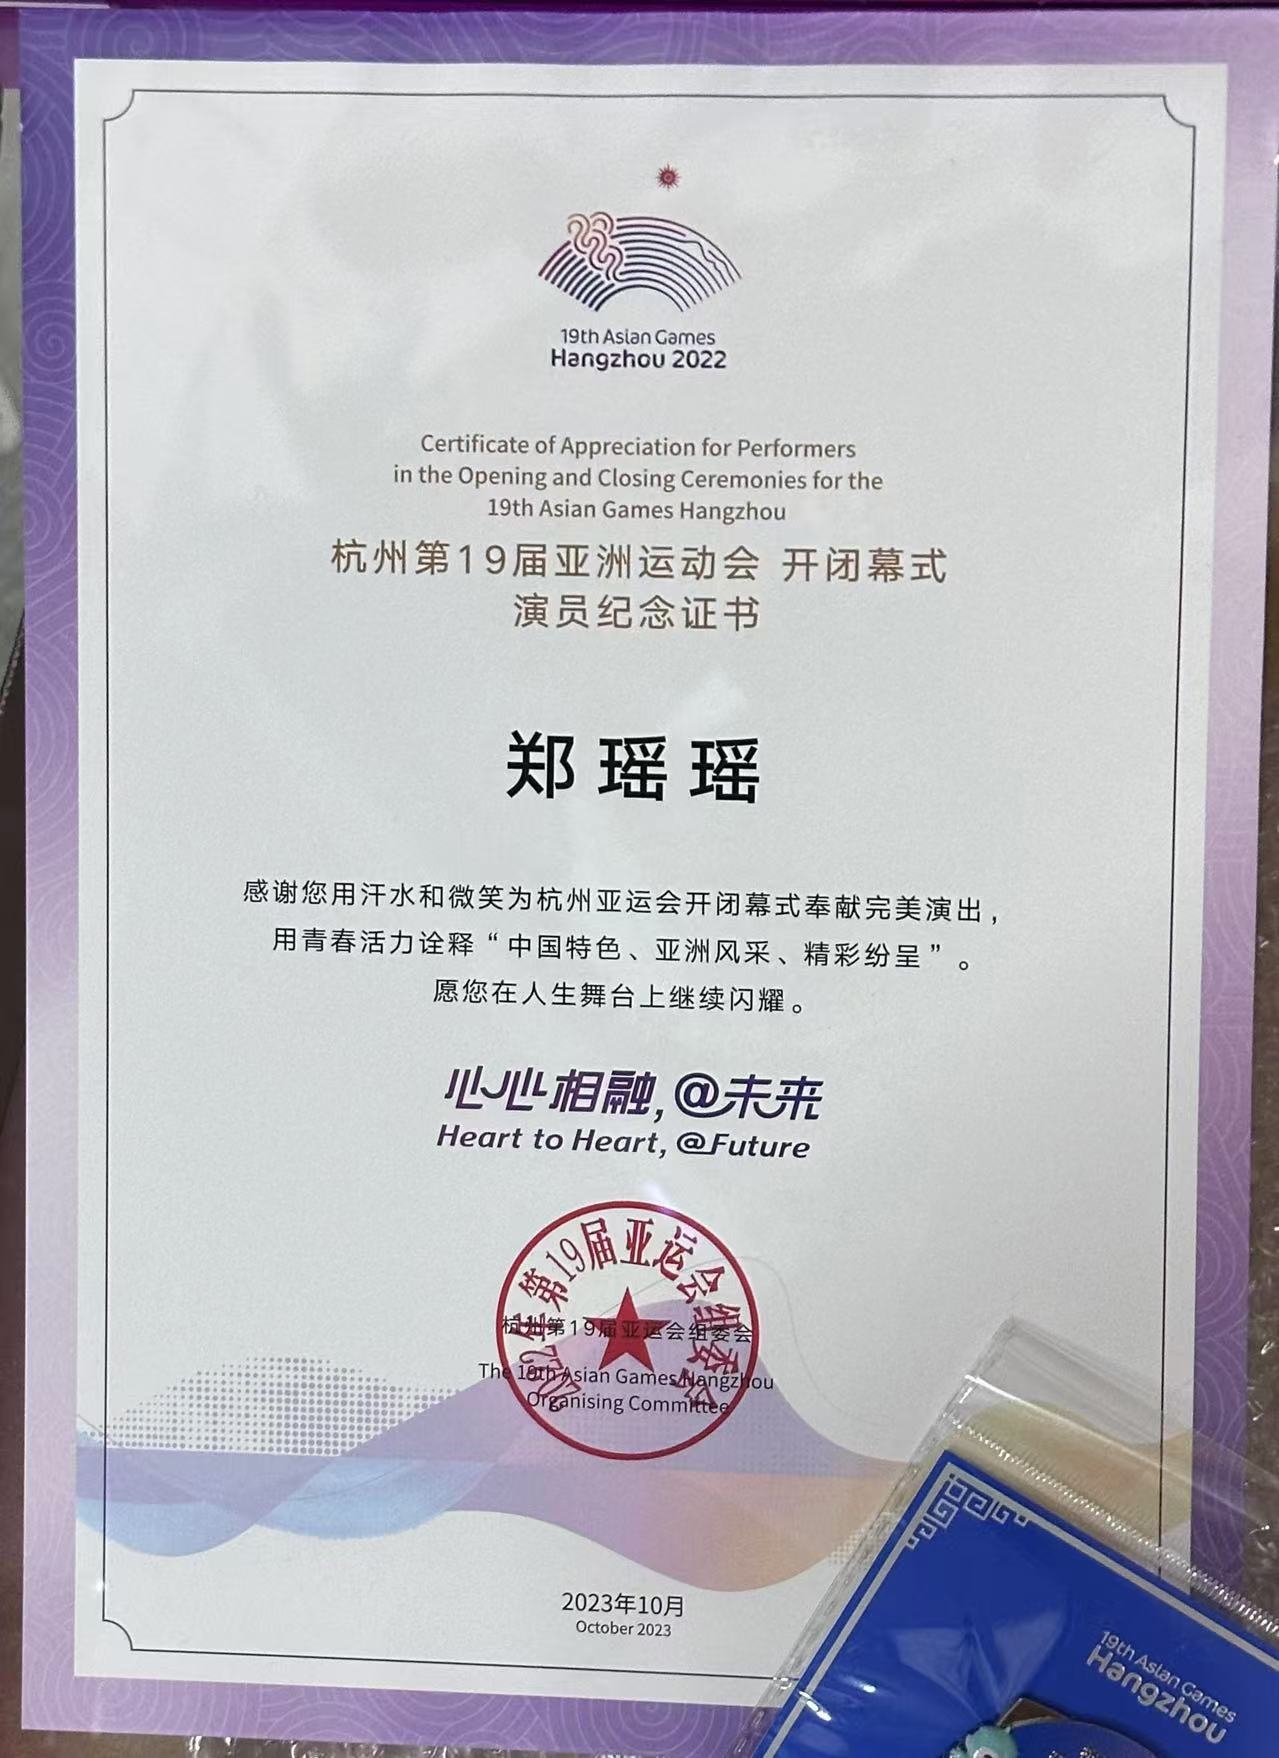 19th Asian Games
Hangzhou 2022
Certificate of Appreciation for Performers
in the Opening and Closing Ceremonies for the
19th Asian Games Hangzhou
杭州第19届亚洲运动会 开闭幕式
演员纪念证书
郑瑶瑶
感谢您用汗水和微笑为杭州亚运会开闭幕式奉献完美演出，
用青春活力诠释“中国特色、亚洲风采、精彩纷呈”。
愿您在人生舞台上继续闪耀。
心心相融,@未来
Heart to Heart, @Future
2022年第19届亚运会组委会
杭州第19届亚运会组委会
The 19th Asian Games Hangzhou
Organising Committee
2023年10月
October 2023
19th Asian Games
Hangzhou